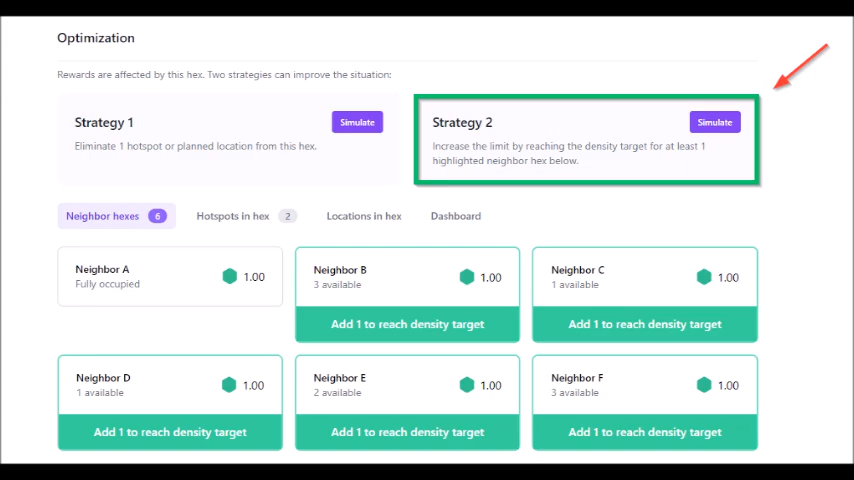 Optimization
Rewards are affected by this hex. Two strategies can improve the situation:
Strategy 1
Simulate
Eliminate 1 hotspot or planned location from this hex.
Strategy 2
Simulate
Increase the limit by reaching the density target for at least 1
highlighted neighbor hex below.
Neighbor hexes 6
Hotspots in hex 2
Locations in hex
Dashboard
Neighbor A
Fully occupied
1.00
Neighbor B
3 available
1.00
Add 1 to reach density target
Neighbor C
1 available
1.00
Add 1 to reach density target
Neighbor D
1 available
1.00
Add 1 to reach density target
Neighbor E
2 available
1.00
Add 1 to reach density target
Neighbor F
3 available
1.00
Add 1 to reach density target